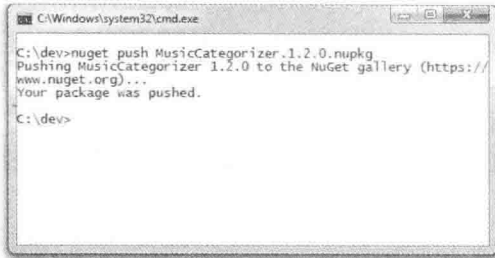 C:\Windows\system32\cmd.exe
C:\dev>nuget push MusicCategorizer.1.2.0.nupkg
Pushing MusicCategorizer 1.2.0 to the NuGet gallery (https://
www.nuget.org)...
Your package was pushed.
C:\dev>